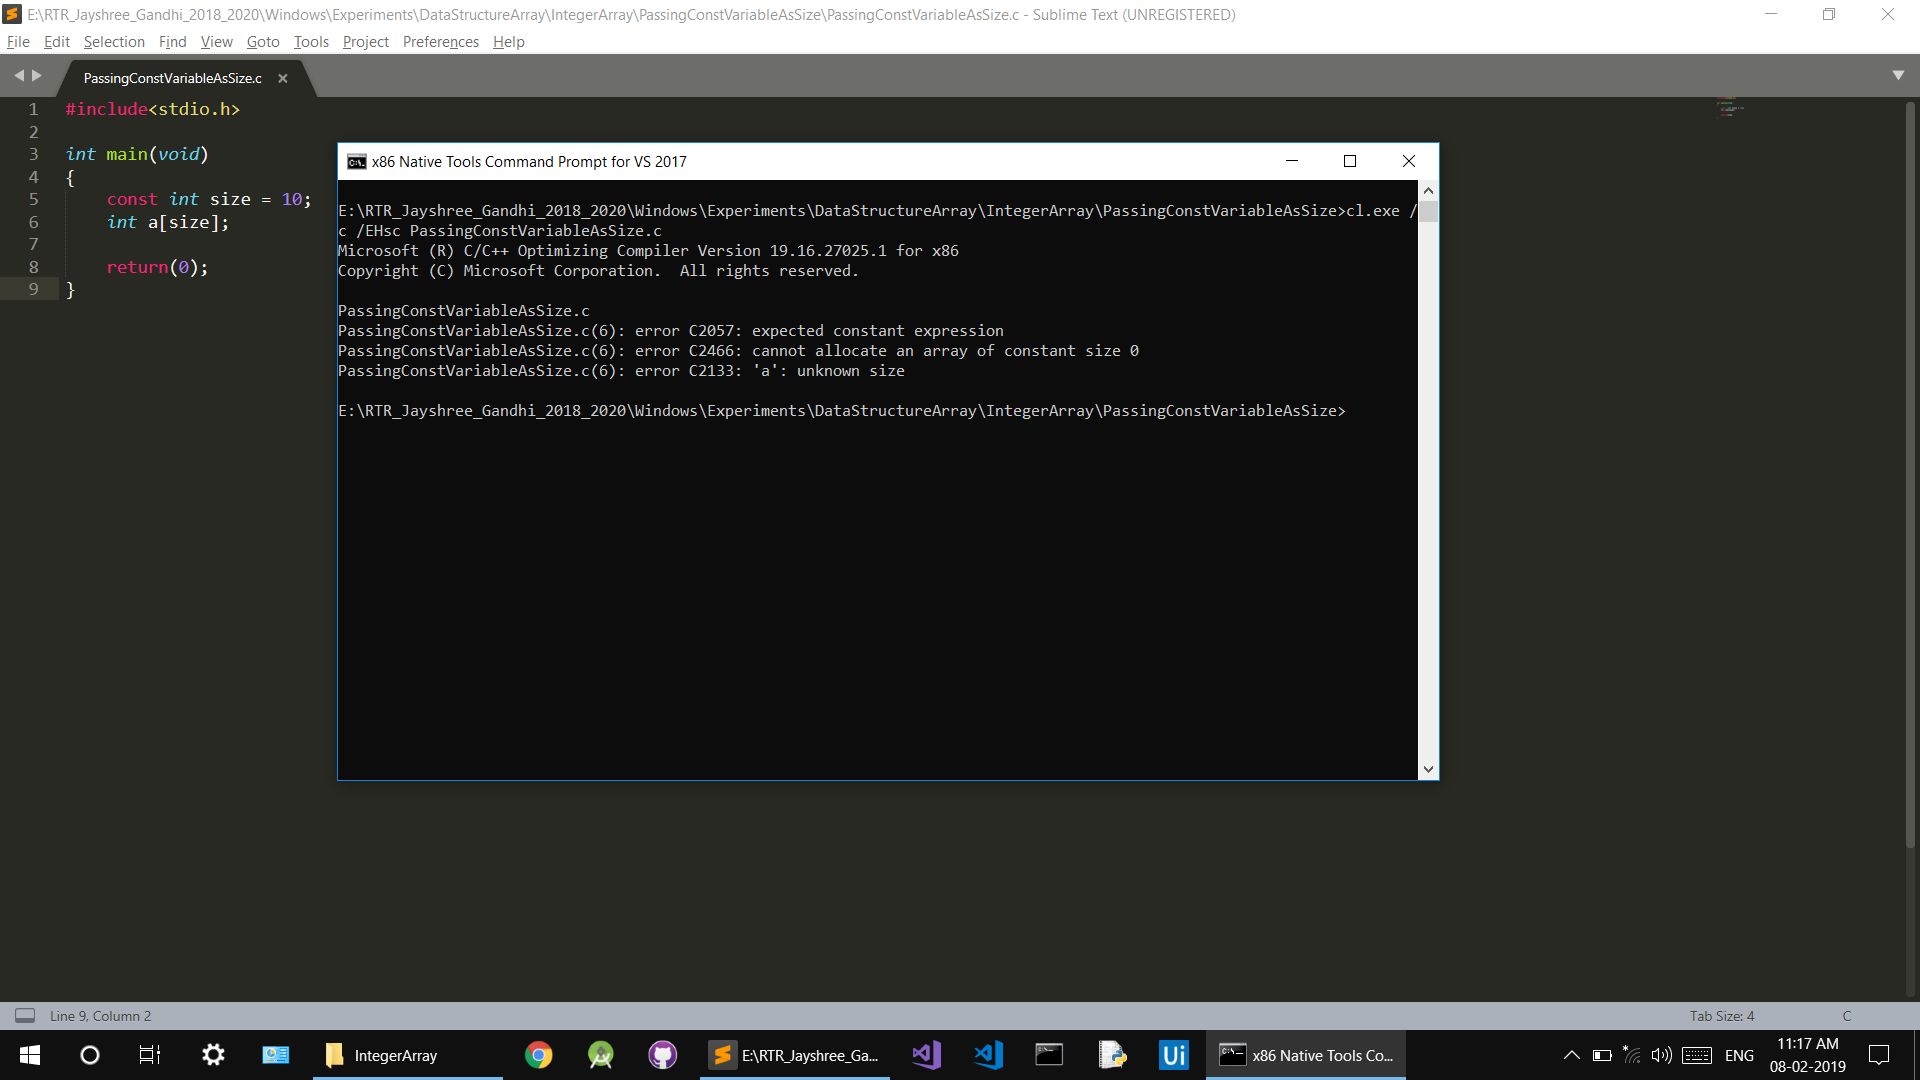 E:\RTR_Jayshree_Gandhi_2018_2020\Windows\Experiments\DataStructureArray\IntegerArray\PassingConstVariableAsSize\PassingConstVariableAsSize.c - Sublime Text (UNREGISTERED)
File Edit Selection Find View Goto Tools Project Preferences Help
PassingConstVariableAsSize.c
1 #include<stdio.h>
2
3 int main(void)
4 {
5 const int size = 10;
6 int a[size];
7
8 return(0);
9 }
x86 Native Tools Command Prompt for VS 2017
E:\RTR_Jayshree_Gandhi_2018_2020\Windows\Experiments\DataStructureArray\IntegerArray\PassingConstVariableAsSize>cl.exe /
c /EHsc PassingConstVariableAsSize.c
Microsoft (R) C/C++ Optimizing Compiler Version 19.16.27025.1 for x86
Copyright (C) Microsoft Corporation.  All rights reserved.
PassingConstVariableAsSize.c
PassingConstVariableAsSize.c(6): error C2057: expected constant expression
PassingConstVariableAsSize.c(6): error C2466: cannot allocate an array of constant size 0
PassingConstVariableAsSize.c(6): error C2133: 'a': unknown size
E:\RTR_Jayshree_Gandhi_2018_2020\Windows\Experiments\DataStructureArray\IntegerArray\PassingConstVariableAsSize>
Line 9, Column 2 Tab Size: 4 C
IntegerArray E:\RTR_Jayshree_Ga... Ui x86 Native Tools Co... ENG 11:17 AM
08-02-2019